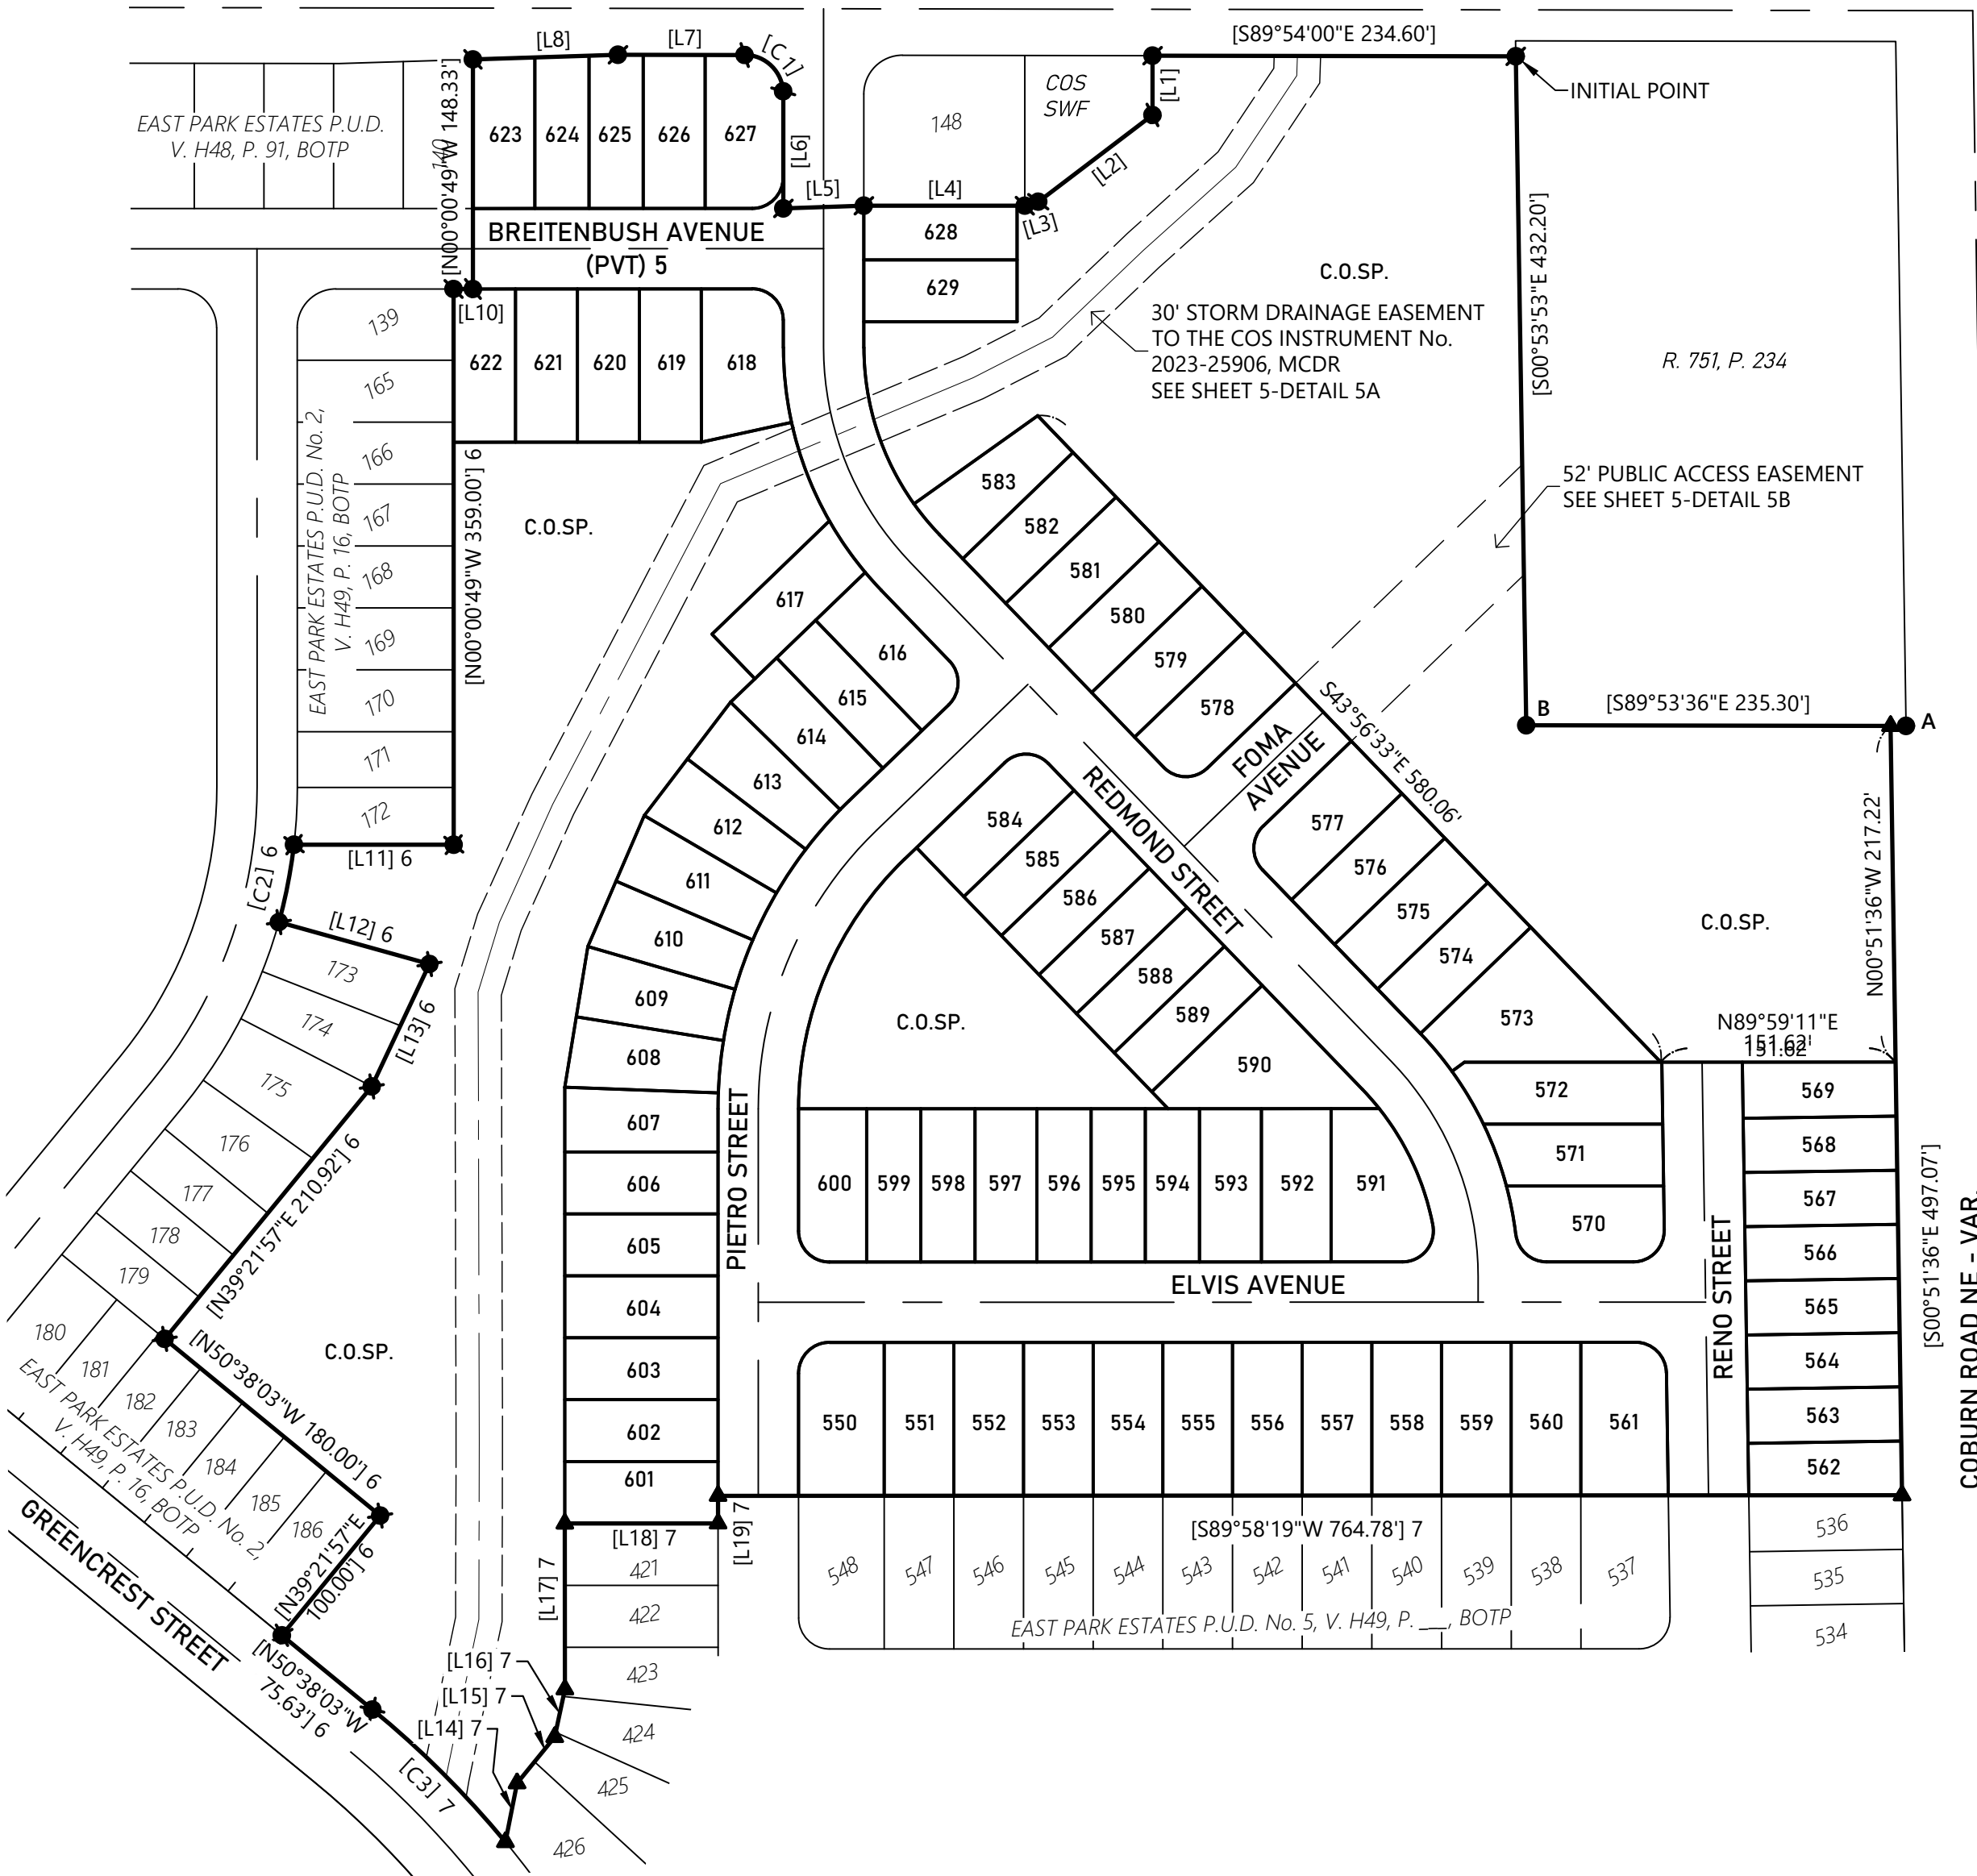 [S89°54'00"E 234.60']
[L8]
[L7]
[C1]
[L1]
INITIAL POINT
COS
SWF
148
EAST PARK ESTATES P.U.D.
V. H48, P. 91, BOTP
140
[N00°00'49"W 148.33']
623
624
625
626
627
[L6]
[L5]
[L4]
[L2]
[L3]
BREITENBUSH AVENUE
(PVT) 5
628
629
C.O.SP.
[S00°53'53"E 432.20']
30' STORM DRAINAGE EASEMENT
TO THE COS INSTRUMENT No.
2023-25906, MCDR
SEE SHEET 5-DETAIL 5A
R. 751, P. 234
[L10]
139
165
166
167
168
169
170
171
172
EAST PARK ESTATES P.U.D. No. 2,
V. H49, P. 16, BOTP
622
621
620
619
618
[N00°00'49"W 359.00'] 6
C.O.SP.
52' PUBLIC ACCESS EASEMENT
SEE SHEET 5-DETAIL 5B
583
582
581
580
579
578
617
616
615
614
613
612
611
610
609
608
607
606
605
604
603
602
601
FOMA
AVENUE
S43°56'33"E 580.06'
B
[S89°53'36"E 235.30']
A
REDMOND STREET
584
585
586
587
588
589
590
577
576
575
574
573
C.O.SP.
N00°51'36"W 217.22'
N89°59'11"E
151.62'
151.62'
[L11] 6
[C2] 6
[L12] 6
[L13] 6
173
174
175
176
177
178
179
180
181
182
183
184
185
186
[N39°21'57"E 210.92'] 6
C.O.SP.
PIETRO STREET
600
599
598
597
596
595
594
593
592
591
572
571
570
569
568
567
566
565
564
563
562
C.O.SP.
[S00°51'36"E 497.07']
COBURN ROAD NE - VAR.
RENO STREET
ELVIS AVENUE
550
551
552
553
554
555
556
557
558
559
560
561
[N50°38'03"W 180.00'] 6
EAST PARK ESTATES P.U.D. No. 2,
V. H49, P. 16, BOTP
GREENCREST STREET
[N39°21'57"E
100.00'] 6
[N50°38'03"W
75.63'] 6
[L18] 7
[L19] 7
[L17] 7
[L16] 7
[L15] 7
[L14] 7
[C3] 7
421
422
423
424
425
426
[S89°58'19"W 764.78'] 7
548
547
546
545
544
543
542
541
540
539
538
537
536
535
534
EAST PARK ESTATES P.U.D. No. 5, V. H49, P. __, BOTP